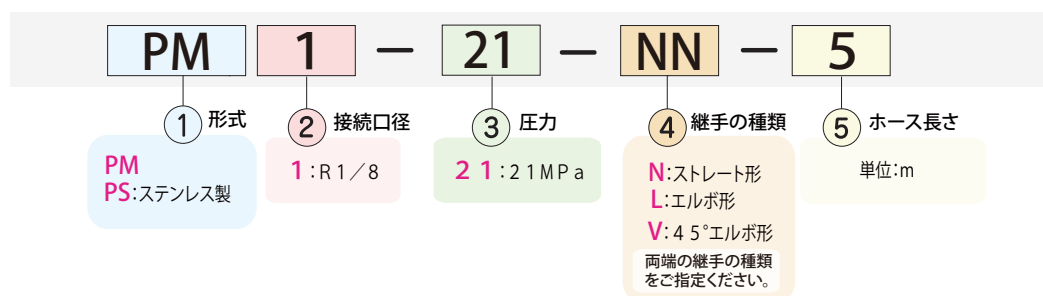 PM 1 － 21 － NN － 5
① 形式
PM
PS:ステンレス製
② 接続口径
1:R１／８
③ 圧力
２１:２１ＭＰａ
④ 継手の種類
N:ストレート形
L:エルボ形
V:４５°エルボ形
両端の継手の種類
をご指定ください。
⑤ ホース長さ
単位:m